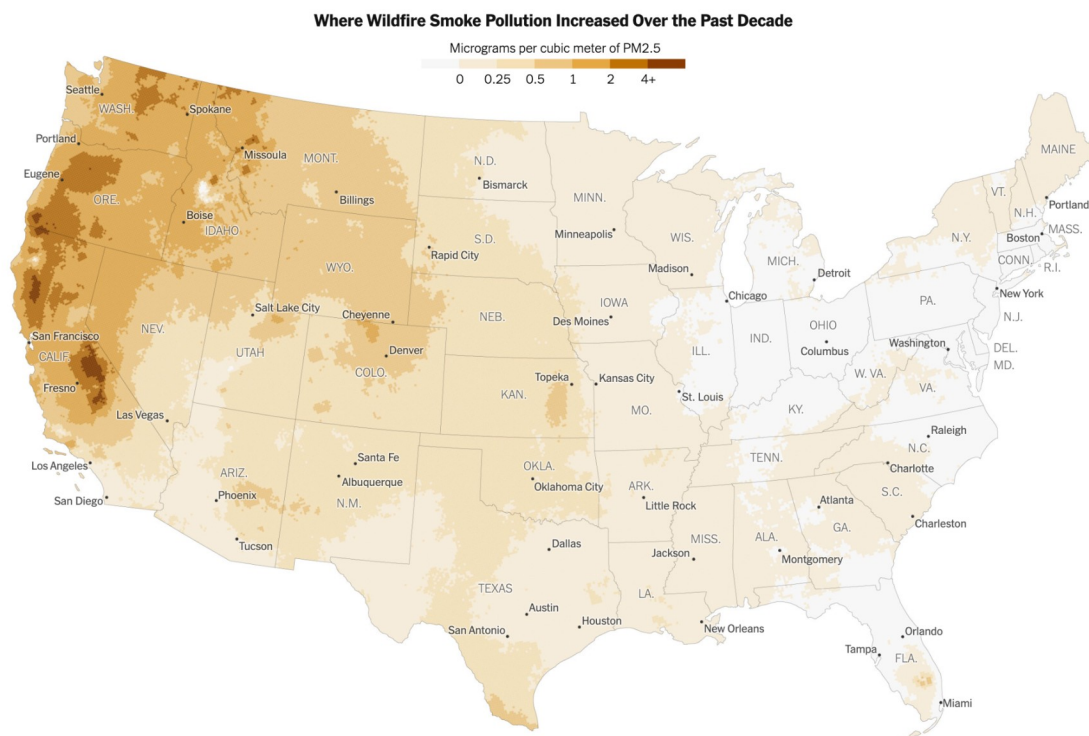 Where Wildfire Smoke Pollution Increased Over the Past Decade
Micrograms per cubic meter of PM2.5
0 0.25 0.5 1 2 4+
Seattle
WASH.
Spokane
Portland
Missoula
MONT.
N.D.
Bismarck
MAINE
Eugene
ORE.
Billings
MINN.
VT.
Portland
Boise
IDAHO
N.H.
Minneapolis
WIS.
N.Y.
Boston
MASS.
S.D.
Rapid City
MICH.
CONN.
R.I.
WYO.
Madison
Detroit
Salt Lake City
Cheyenne
NEB.
IOWA
Chicago
PA.
New York
N.J.
San Francisco
NEV.
Des Moines
IND.
OHIO
Columbus
Washington
DEL.
MD.
CALIF.
UTAH
Denver
COLO.
ILL.
Fresno
Topeka
Kansas City
KAN.
W. VA.
VA.
Las Vegas
MO.
St. Louis
KY.
Raleigh
N.C.
Los Angeles
Santa Fe
OKLA.
TENN.
Charlotte
ARIZ.
Albuquerque
Oklahoma City
ARK.
San Diego
Phoenix
N.M.
Little Rock
Atlanta
S.C.
Charleston
Tucson
Dallas
Jackson
MISS.
ALA.
GA.
Montgomery
TEXAS
LA.
Austin
San Antonio
Houston
New Orleans
Orlando
Tampa
FLA.
Miami